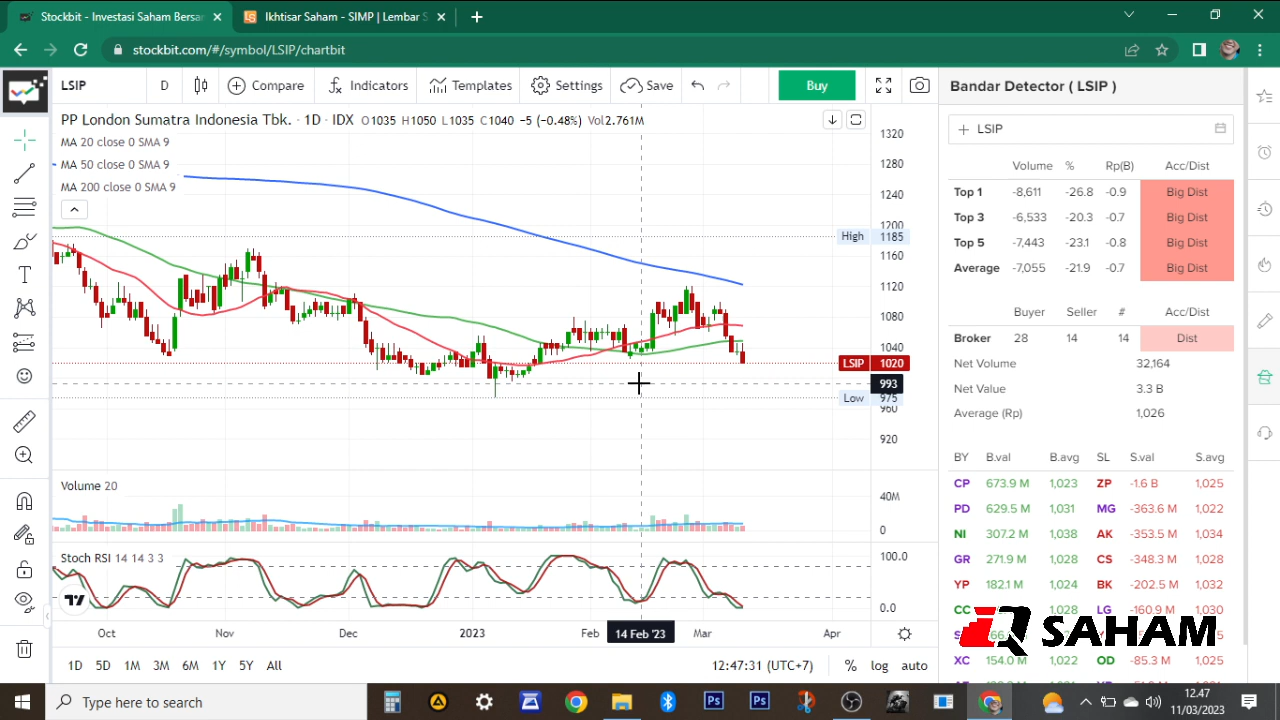 Stockbit - Investasi Saham Bersar
Ikhtisar Saham - SIMP | Lembar S
stockbit.com/#/symbol/LSIP/chartbit
LSIP D Compare Indicators Templates Settings Save Buy
PP London Sumatra Indonesia Tbk. · 1D · IDX O1035 H1050 L1035 C1040 -5 (-0.48%) Vol2.761M
MA 20 close 0 SMA 9
MA 50 close 0 SMA 9
MA 200 close 0 SMA 9
1320
1280
1240
1200
High 1185
1160
1120
1080
1040
LSIP 1020
993
Low 975
960
920
Volume 20
40M
0
Stoch RSI 14 14 3 3
100.0
0.0
Oct Nov Dec 2023 Feb 14 Feb '23 Mar Apr
1D 5D 1M 3M 6M 1Y 5Y All 12:47:31 (UTC+7) % log auto
Bandar Detector ( LSIP )
LSIP
Volume % Rp(B) Acc/Dist
Top 1 -8,611 -26.8 -0.9 Big Dist
Top 3 -6,533 -20.3 -0.7 Big Dist
Top 5 -7,443 -23.1 -0.8 Big Dist
Average -7,055 -21.9 -0.7 Big Dist
Buyer Seller # Acc/Dist
Broker 28 14 14 Dist
Net Volume 32,164
Net Value 3.3 B
Average (Rp) 1,026
BY B.val B.avg SL S.val S.avg
CP 673.9 M 1,023 ZP -1.6 B 1,025
PD 629.5 M 1,031 MG -363.6 M 1,022
NI 307.2 M 1,038 AK -353.5 M 1,034
GR 271.9 M 1,028 CS -348.3 M 1,028
YP 182.1 M 1,024 BK -202.5 M 1,032
CC 1,028 LG -160.9 M 1,030
SAHAM
XC 154.0 M 1,022 OD -85.3 M 1,025
Type here to search
12.47
11/03/2023